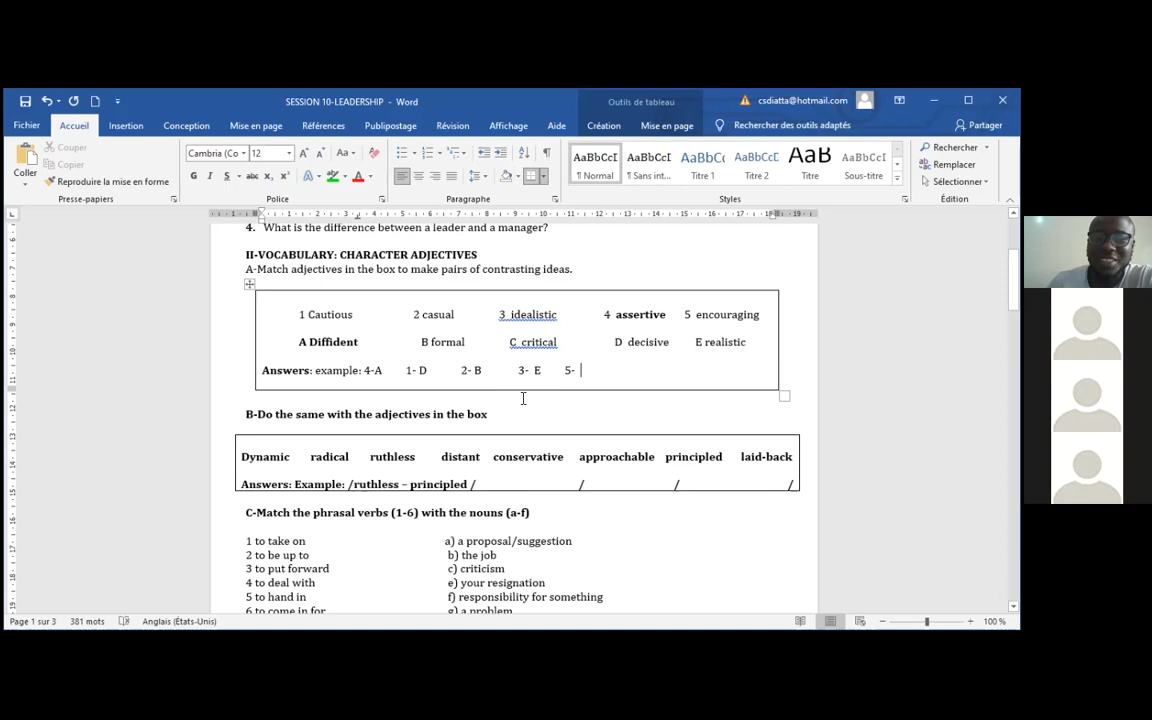 SESSION 10-LEADERSHIP - Word
Outils de tableau
csdiatta@hotmail.com
Fichier Accueil Insertion Conception Mise en page Références Publipostage Révision Affichage Aide Création Mise en page Rechercher des outils adaptés Partager
Coller
Couper
Copier
Reproduire la mise en forme
Presse-papiers
Cambria (Co 12
Police
Paragraphe
AaBbCcI AaBbCcI AaBbCc AaBbCcE AaB AaBbCcD
¶ Normal ¶ Sans int... Titre 1 Titre 2 Titre Sous-titre
Styles
Rechercher
Remplacer
Sélectionner
Édition
4. What is the difference between a leader and a manager?
II-VOCABULARY: CHARACTER ADJECTIVES
A-Match adjectives in the box to make pairs of contrasting ideas.
1 Cautious 2 casual 3 idealistic 4 assertive 5 encouraging
A Diffident B formal C critical D decisive E realistic
Answers: example: 4-A 1- D 2- B 3- E 5-
B-Do the same with the adjectives in the box
Dynamic radical ruthless distant conservative approachable principled laid-back
Answers: Example: /ruthless – principled / / / /
C-Match the phrasal verbs (1-6) with the nouns (a-f)
1 to take on a) a proposal/suggestion
2 to be up to b) the job
3 to put forward c) criticism
4 to deal with e) your resignation
5 to hand in f) responsibility for something
6 to come in for g) a problem
Page 1 sur 3 381 mots Anglais (États-Unis) 100 %